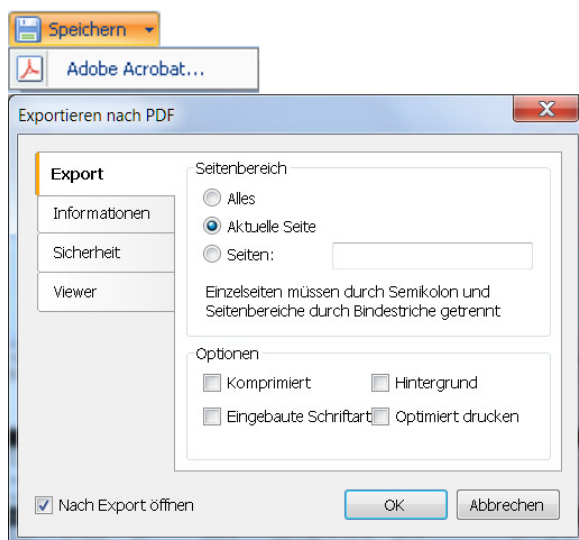 Speichern
Adobe Acrobat...
Exportieren nach PDF
Export
Informationen
Sicherheit
Viewer
Seitenbereich
Alles
Aktuelle Seite
Seiten:
Einzelseiten müssen durch Semikolon und
Seitenbereiche durch Bindestriche getrennt
Optionen
Komprimiert
Hintergrund
Eingebaute Schriftart
Optimiert drucken
Nach Export öffnen
OK
Abbrechen